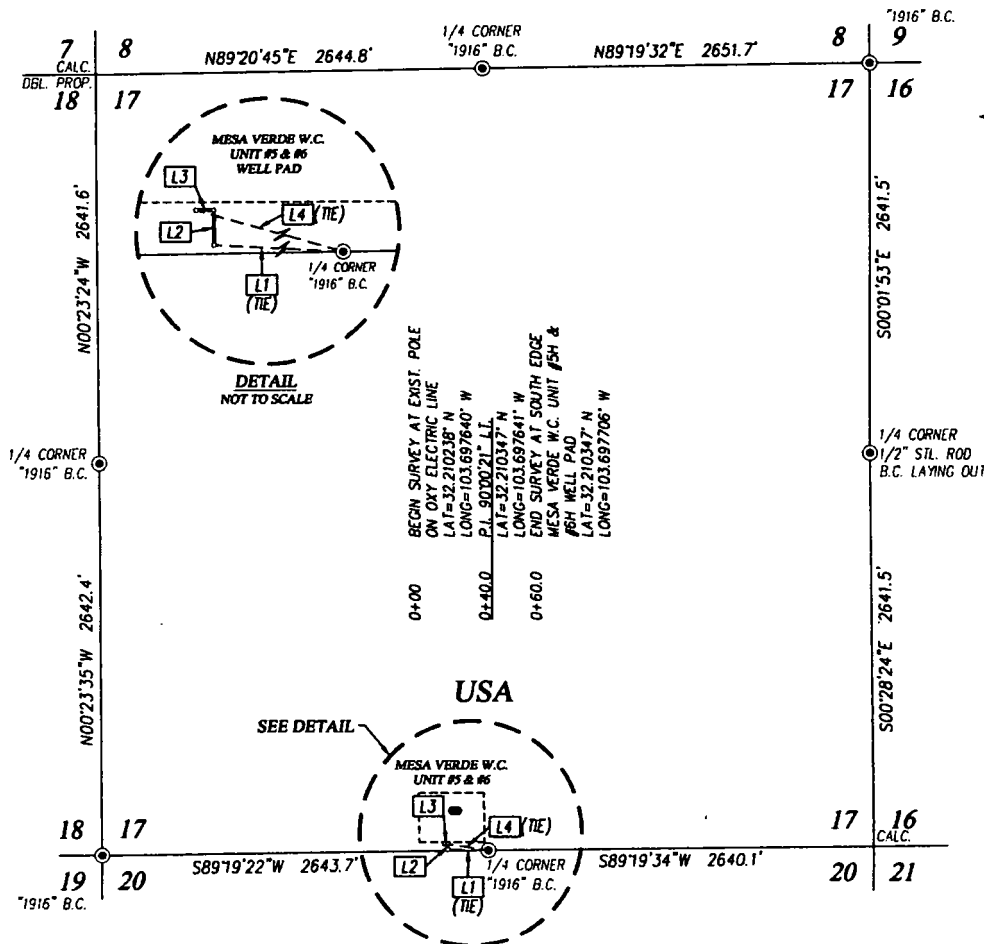 "1916" B.C.
1/4 CORNER
"1916" B.C.
7 8
CALC.
DBL. PROP.
18 17
N89°20'45"E 2644.8'
N89°19'32"E 2651.7'
8 9
17 16
MESA VERDE W.C.
UNIT #5 & #6
WELL PAD
L3
L2
L4 (TIE)
1/4 CORNER
"1916" B.C.
L1
(TIE)
DETAIL
NOT TO SCALE
N00°23'24"W 2641.6'
S00°01'53"E 2641.5'
1/4 CORNER
"1916" B.C.
1/4 CORNER
1/2" STL. ROD
B.C. LAYING OUT
0+00 BEGIN SURVEY AT EXIST. POLE
ON OXY ELECTRIC LINE
LAT=32.210238° N
LONG=103.697640° W
0+40.0 P.I. 90°00'21" LT.
LAT=32.210347° N
LONG=103.697641° W
0+60.0 END SURVEY AT SOUTH EDGE
MESA VERDE W.C. UNIT #5H &
#6H WELL PAD
LAT=32.210347° N
LONG=103.697706° W
N00°23'35"W 2642.4'
S00°28'24"E 2641.5'
USA
SEE DETAIL
MESA VERDE W.C.
UNIT #5 & #6
L3
L4 (TIE)
L2
L1
(TIE)
1/4 CORNER
"1916" B.C.
18 17
19 20
"1916" B.C.
S89°19'22"W 2643.7'
S89°19'34"W 2640.1'
17 16
CALC.
20 21